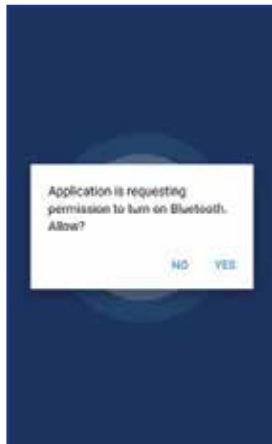 Application is requesting
permission to turn on Bluetooth.
Allow?
NO YES